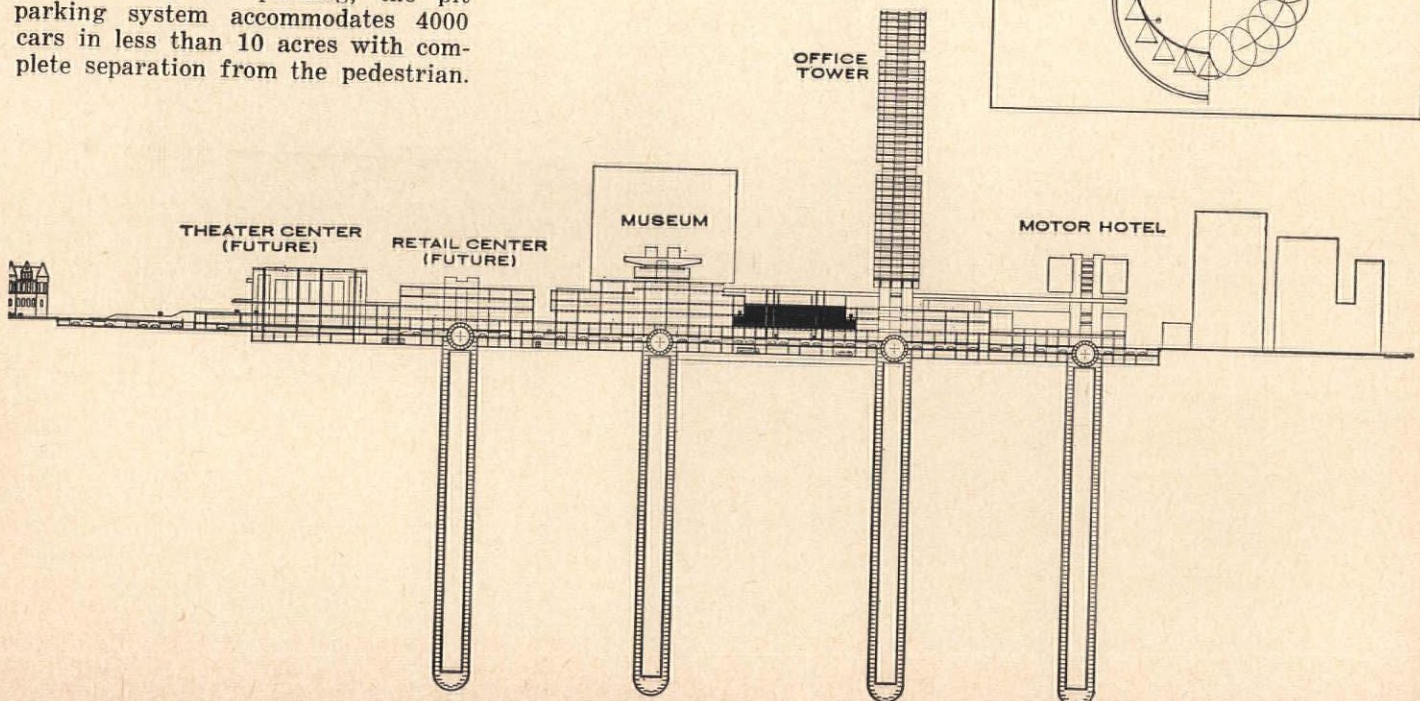 parking system accommodates 4000
cars in less than 10 acres with com-
plete separation from the pedestrian.
OFFICE
TOWER
MUSEUM
THEATER CENTER
(FUTURE)
RETAIL CENTER
(FUTURE)
MOTOR HOTEL